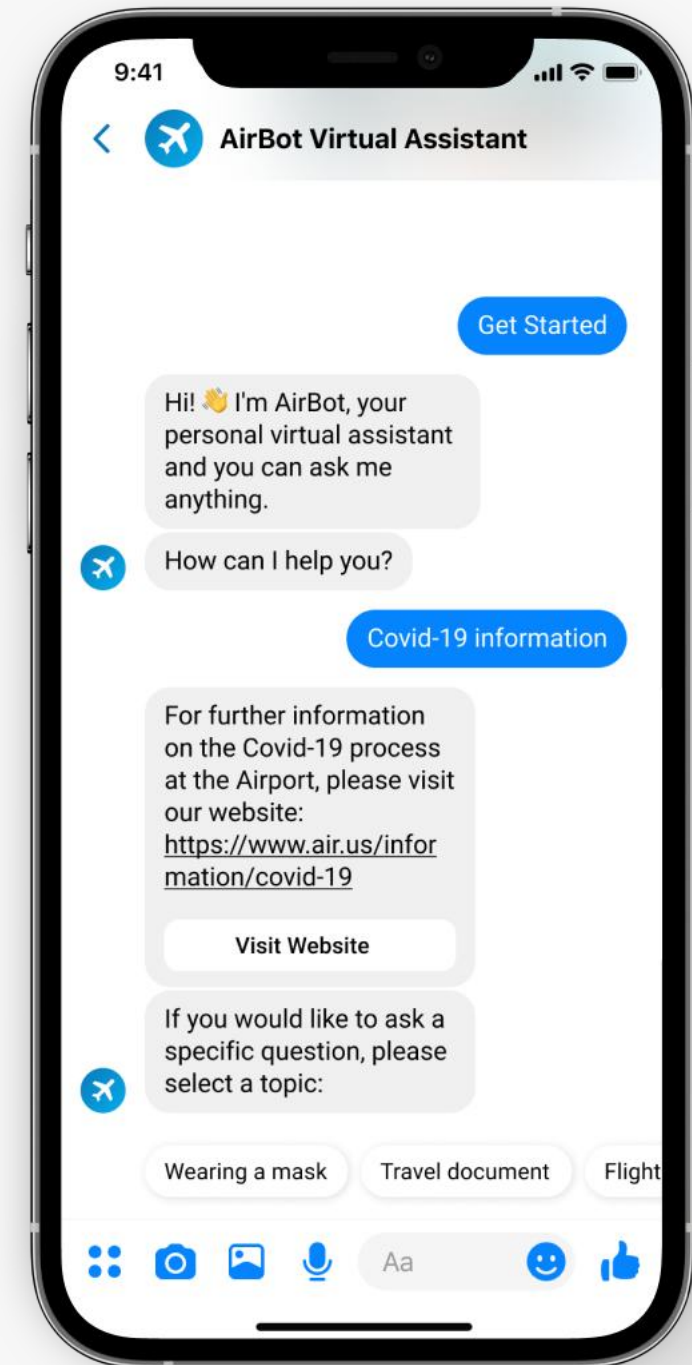 9:41
AirBot Virtual Assistant
Get Started
Hi! 👋 I'm AirBot, your
personal virtual assistant
and you can ask me
anything.
How can I help you?
Covid-19 information
For further information
on the Covid-19 process
at the Airport, please visit
our website:
https://www.air.us/infor
mation/covid-19
Visit Website
If you would like to ask a
specific question, please
select a topic:
Wearing a mask Travel document Flight
Aa